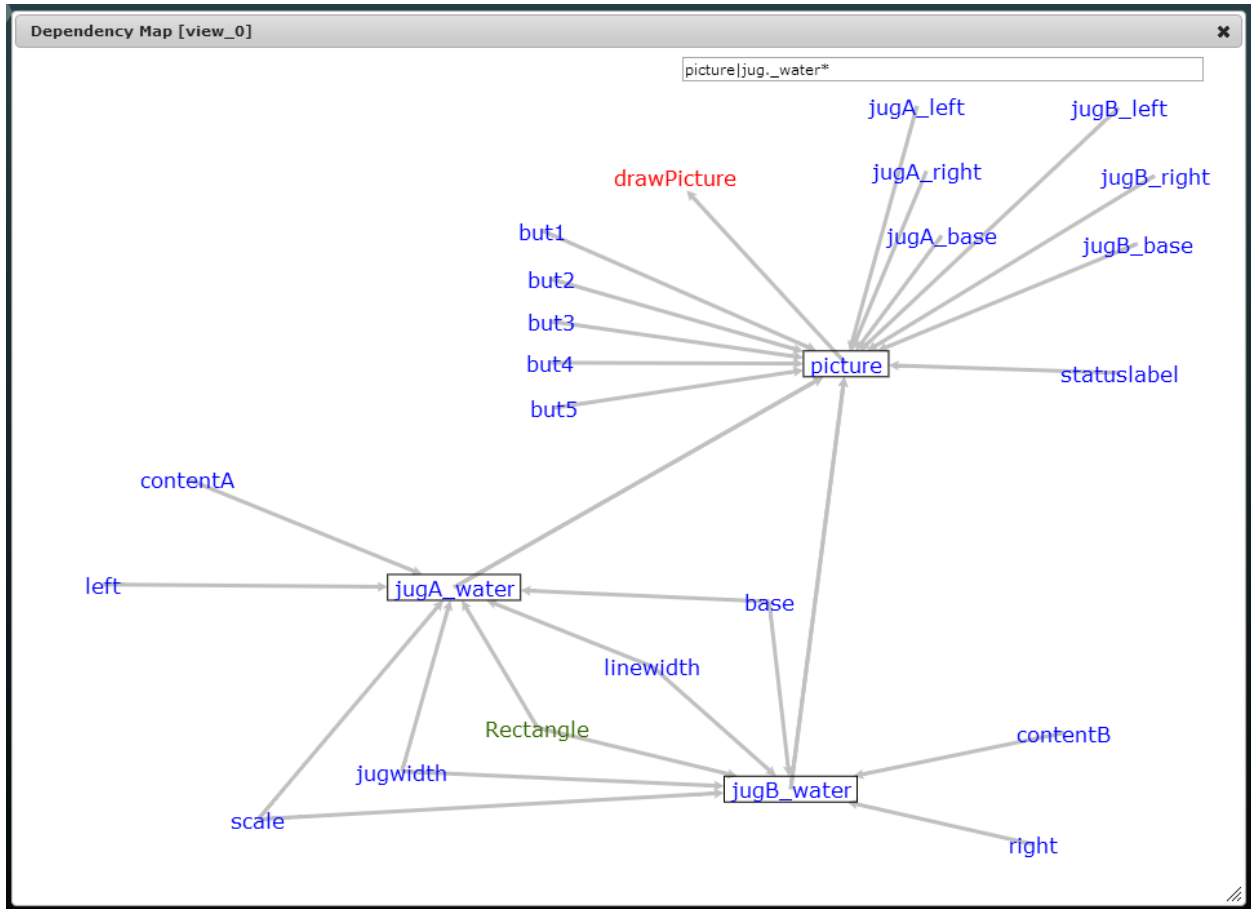 Dependency Map [view_0]
picture|jug._water*
jugA_left
jugB_left
drawPicture
jugA_right
jugB_right
but1
jugA_base
jugB_base
but2
but3
but4
picture
statuslabel
but5
contentA
left
jugA_water
base
linewidth
Rectangle
contentB
jugwidth
jugB_water
scale
right